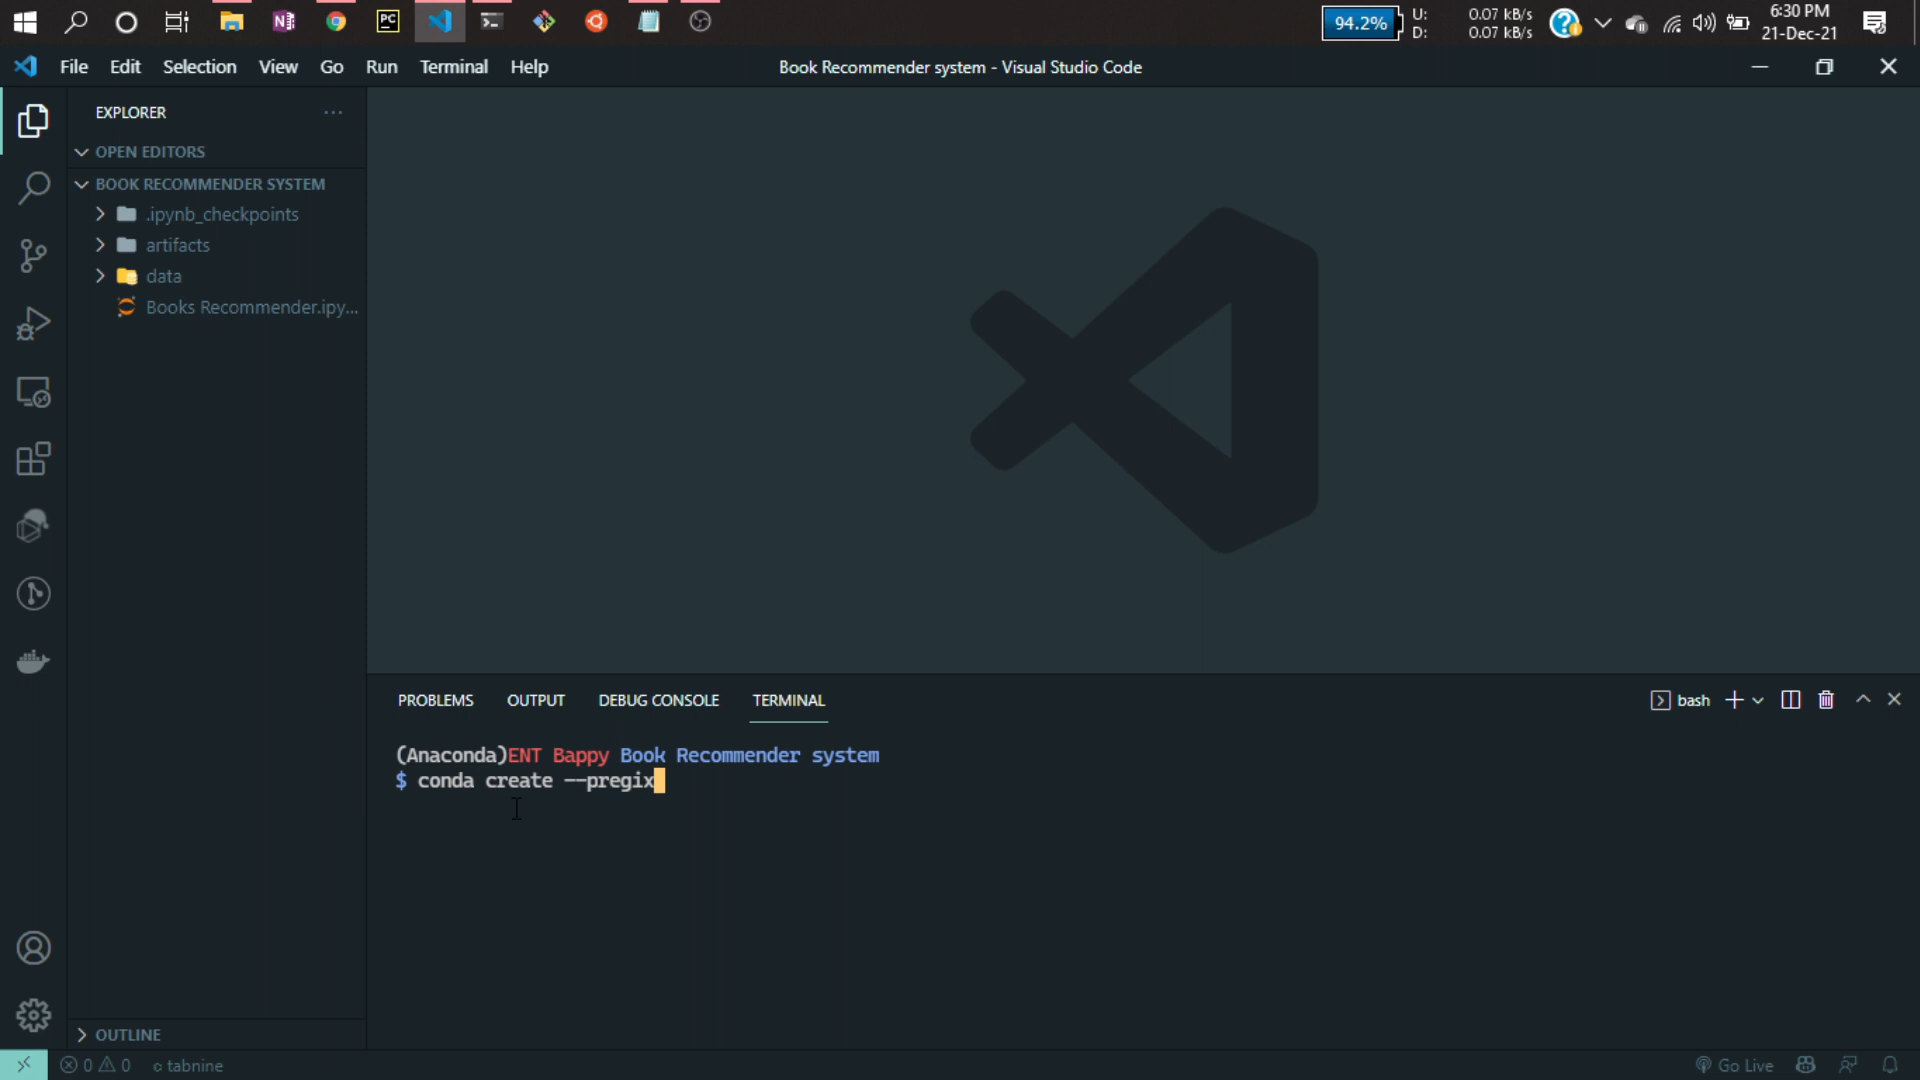 94.2%
U: 0.07 kB/s
D: 0.07 kB/s
6:30 PM
21-Dec-21
File Edit Selection View Go Run Terminal Help
Book Recommender system - Visual Studio Code
EXPLORER
OPEN EDITORS
BOOK RECOMMENDER SYSTEM
.ipynb_checkpoints
artifacts
data
Books Recommender.ipy...
PROBLEMS OUTPUT DEBUG CONSOLE TERMINAL
bash
(Anaconda)ENT Bappy Book Recommender system
$ conda create --pregix
OUTLINE
0 0 tabnine
Go Live